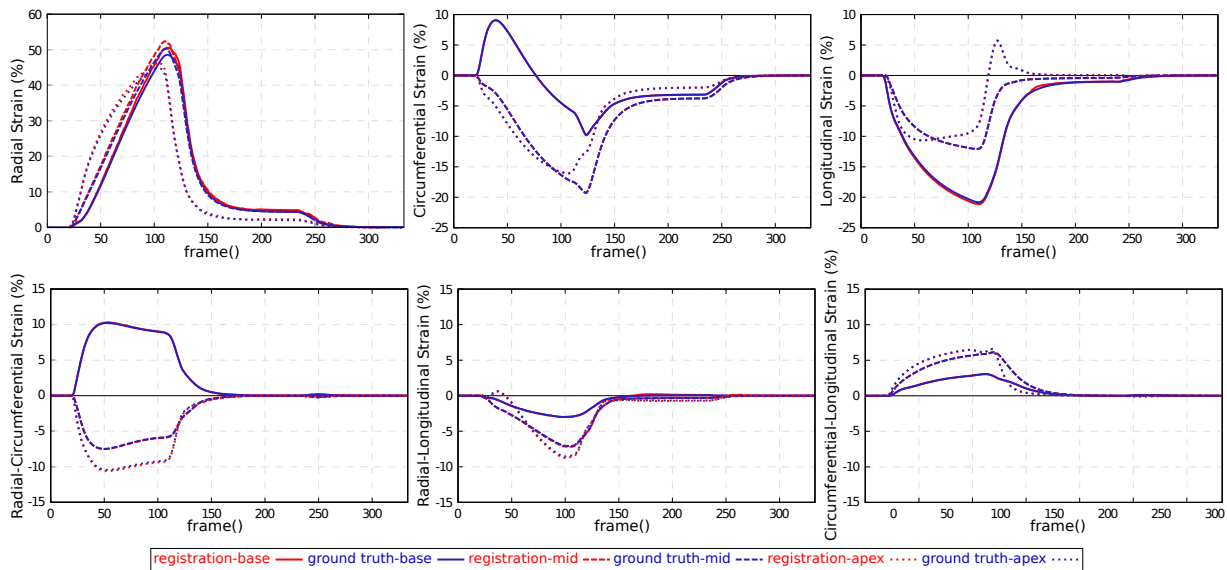 Radial Strain (%)
60
50
40
30
20
10
0
0 50 100 150 200 250 300
frame()
Circumferential Strain (%)
10
5
0
-5
-10
-15
-20
-25
0 50 100 150 200 250 300
frame()
Longitudinal Strain (%)
10
5
0
-5
-10
-15
-20
-25
0 50 100 150 200 250 300
frame()
Radial-Circumferential Strain (%)
15
10
5
0
-5
-10
-15
0 50 100 150 200 250 300
frame()
Radial-Longitudinal Strain (%)
15
10
5
0
-5
-10
-15
0 50 100 150 200 250 300
frame()
Circumferential-Longitudinal Strain (%)
15
10
5
0
-5
-10
-15
0 50 100 150 200 250 300
frame()
registration-base ground truth-base registration-mid ground truth-mid registration-apex ground truth-apex